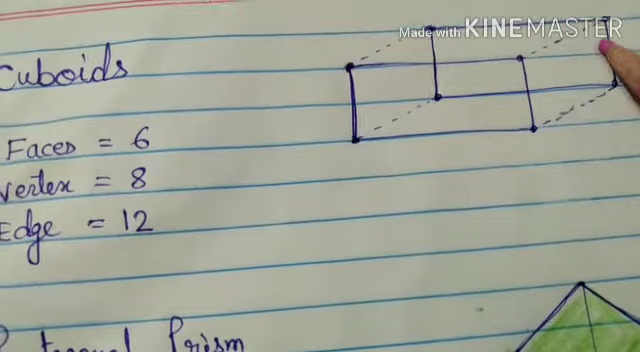 Made with KINEMASTER
Cuboids
Faces = 6
Vertex = 8
Edge = 12
Prism